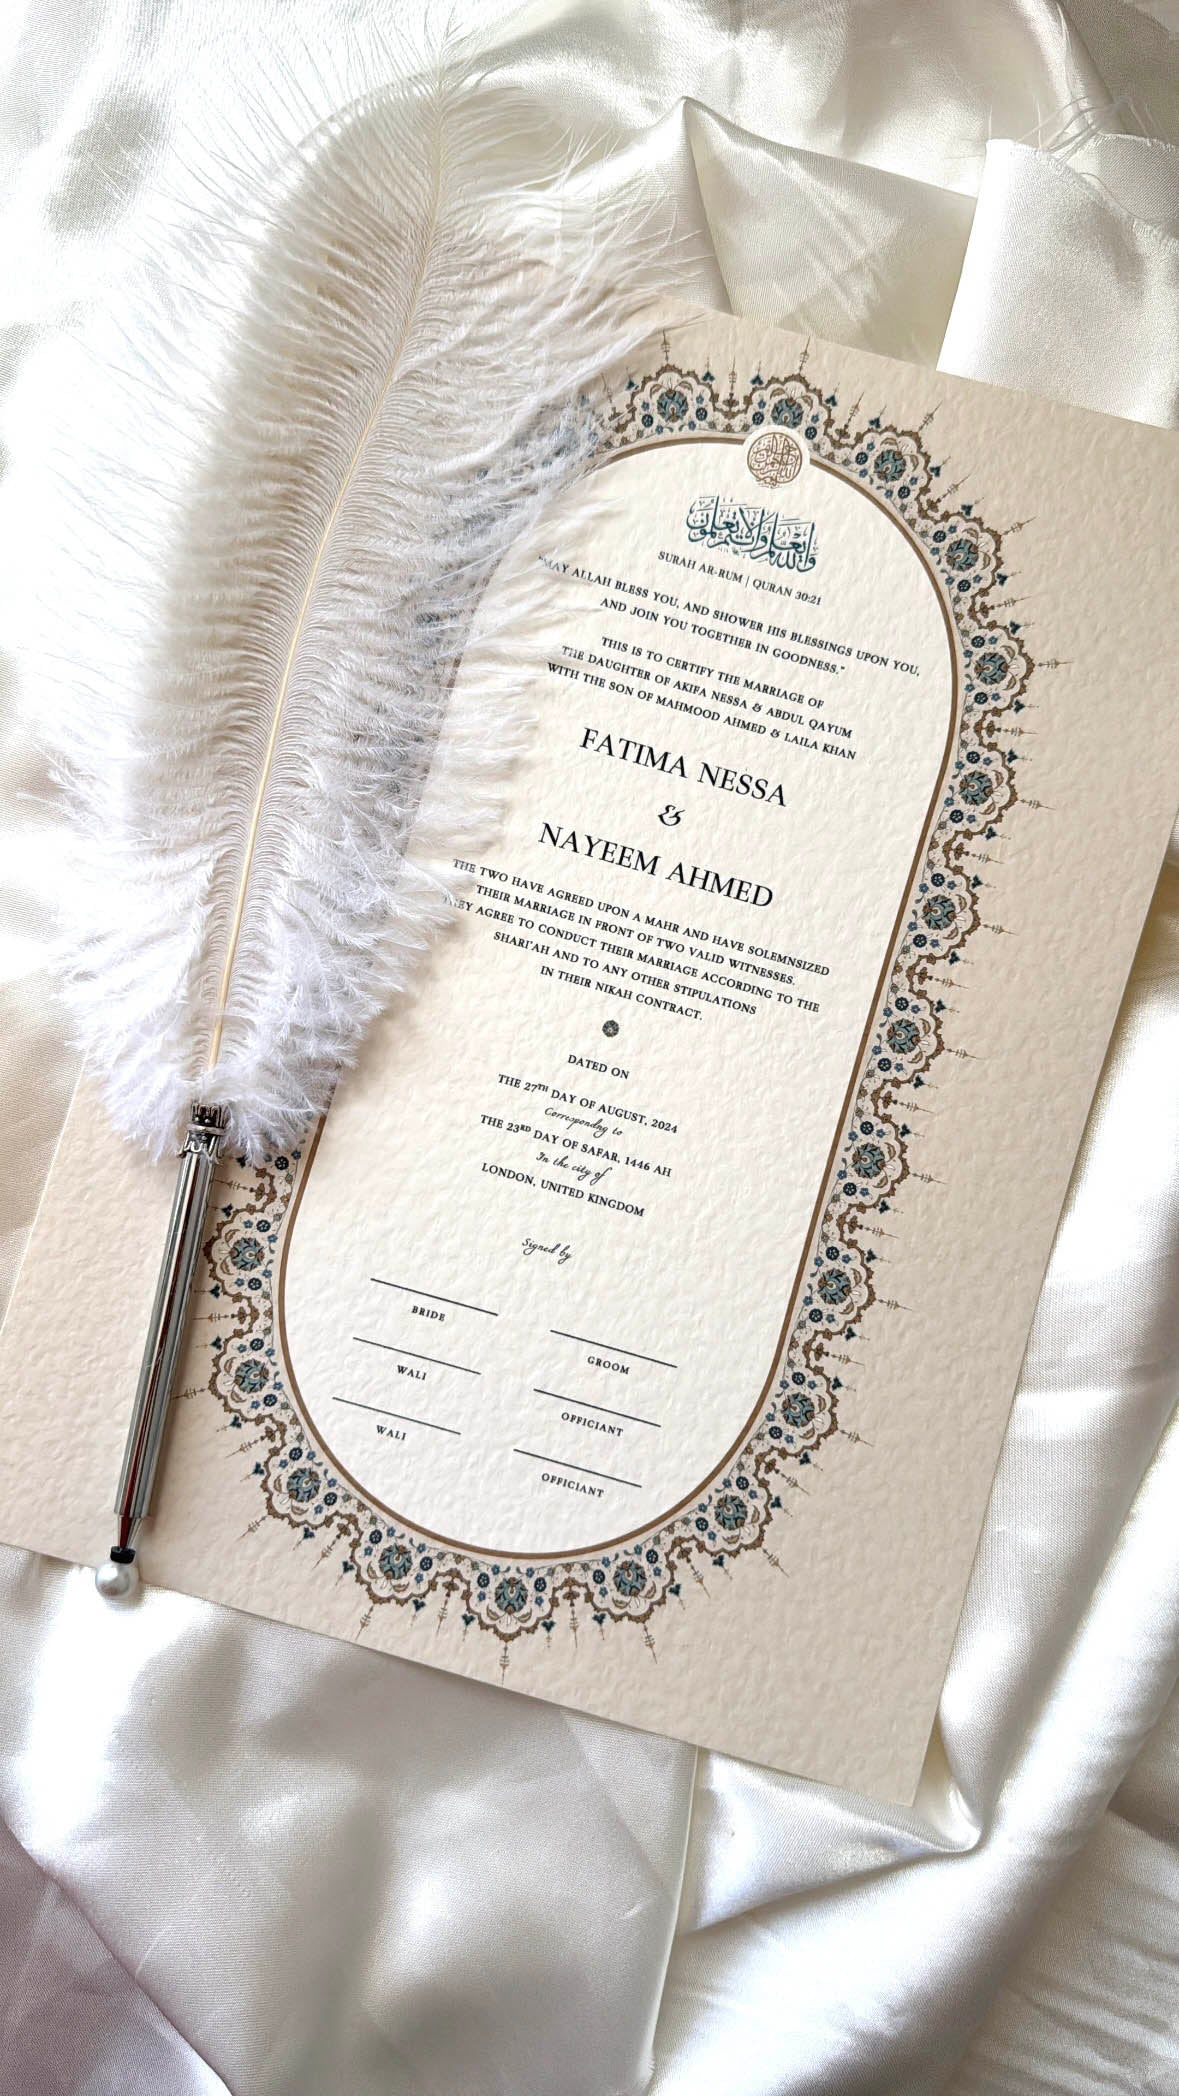 والله يعلم وأنتم لا تعلمون
SURAH AR-RUM | QURAN 30:21
"MAY ALLAH BLESS YOU, AND SHOWER HIS BLESSINGS UPON YOU,
AND JOIN YOU TOGETHER IN GOODNESS."
THIS IS TO CERTIFY THE MARRIAGE OF
THE DAUGHTER OF AKIFA NESSA & ABDUL QAYUM
WITH THE SON OF MAHMOOD AHMED & LAILA KHAN
FATIMA NESSA
&
NAYEEM AHMED
THE TWO HAVE AGREED UPON A MAHR AND HAVE SOLEMNSIZED
THEIR MARRIAGE IN FRONT OF TWO VALID WITNESSES.
THEY AGREE TO CONDUCT THEIR MARRIAGE ACCORDING TO THE
SHARI'AH AND TO ANY OTHER STIPULATIONS
IN THEIR NIKAH CONTRACT.
DATED ON
THE 27TH DAY OF AUGUST, 2024
Correspondng to
THE 23RD DAY OF SAFAR, 1446 AH
In the city of
LONDON, UNITED KINGDOM
Signed by
BRIDE
GROOM
WALI
OFFICIANT
WALI
OFFICIANT